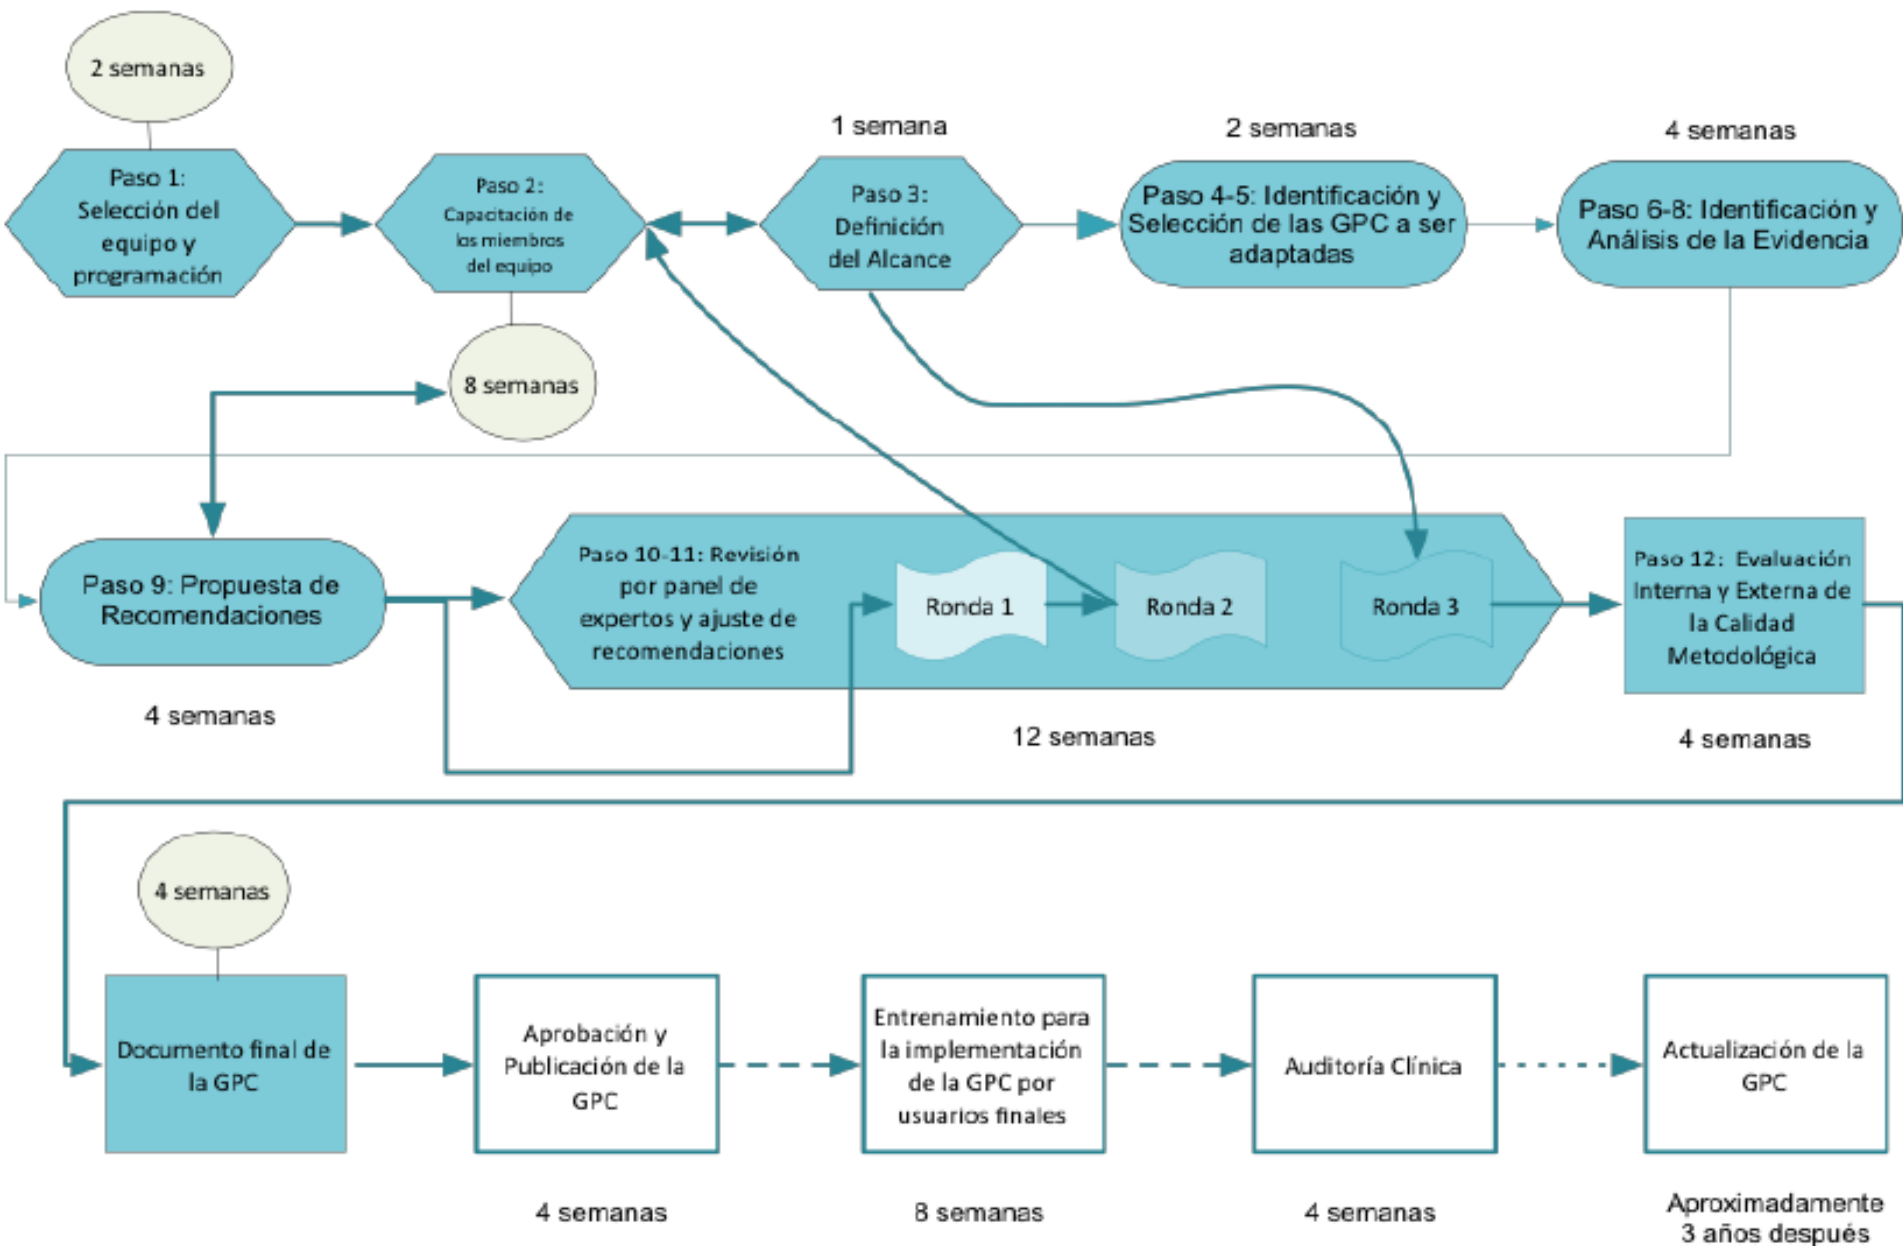 2 semanas
1 semana
2 semanas
4 semanas
Paso 1:
Selección del
equipo y
programación
Paso 2:
Capacitación de
los miembros
del equipo
Paso 3:
Definición
del Alcance
Paso 4-5: Identificación y
Selección de las GPC a ser
adaptadas
Paso 6-8: Identificación y
Análisis de la Evidencia
8 semanas
Paso 9: Propuesta de
Recomendaciones
4 semanas
Paso 10-11: Revisión
por panel de
expertos y ajuste de
recomendaciones
Ronda 1
Ronda 2
Ronda 3
12 semanas
Paso 12: Evaluación
Interna y Externa de
la Calidad
Metodológica
4 semanas
4 semanas
Documento final de
la GPC
Aprobación y
Publicación de la
GPC
Entrenamiento para
la implementación
de la GPC por
usuarios finales
Auditoría Clínica
Actualización de la
GPC
4 semanas
8 semanas
4 semanas
Aproximadamente
3 años después